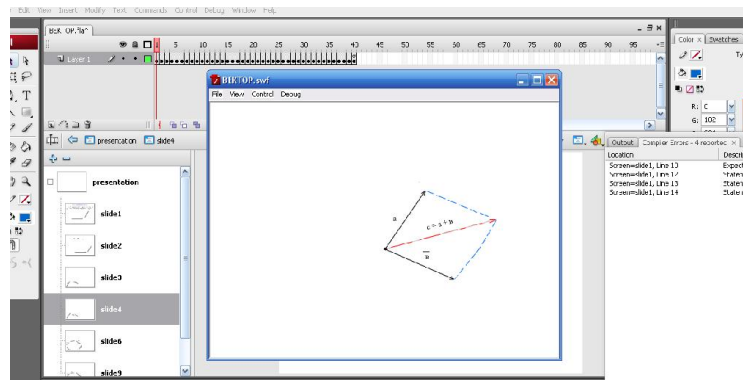 Edit View Insert Modify Text Commands Control Debug Window Help
Layer 1
5 10 15 20 25 30 35 40 45 50 55 60 65 70 75 80 85 90 95
Color × Swatches
Ty
R:
G: 102
BEKTOP.swf
File View Control Debug
presentation slide4
presentation
slide1
slide2
slide3
slide4
slide6
slide9
a
c = a + B
B
Output Compiler Errors - 4 reported ×
Location
Screen=slide1, Line 10
Screen=slide1, Line 12
Screen=slide1, Line 13
Screen=slide1, Line 14